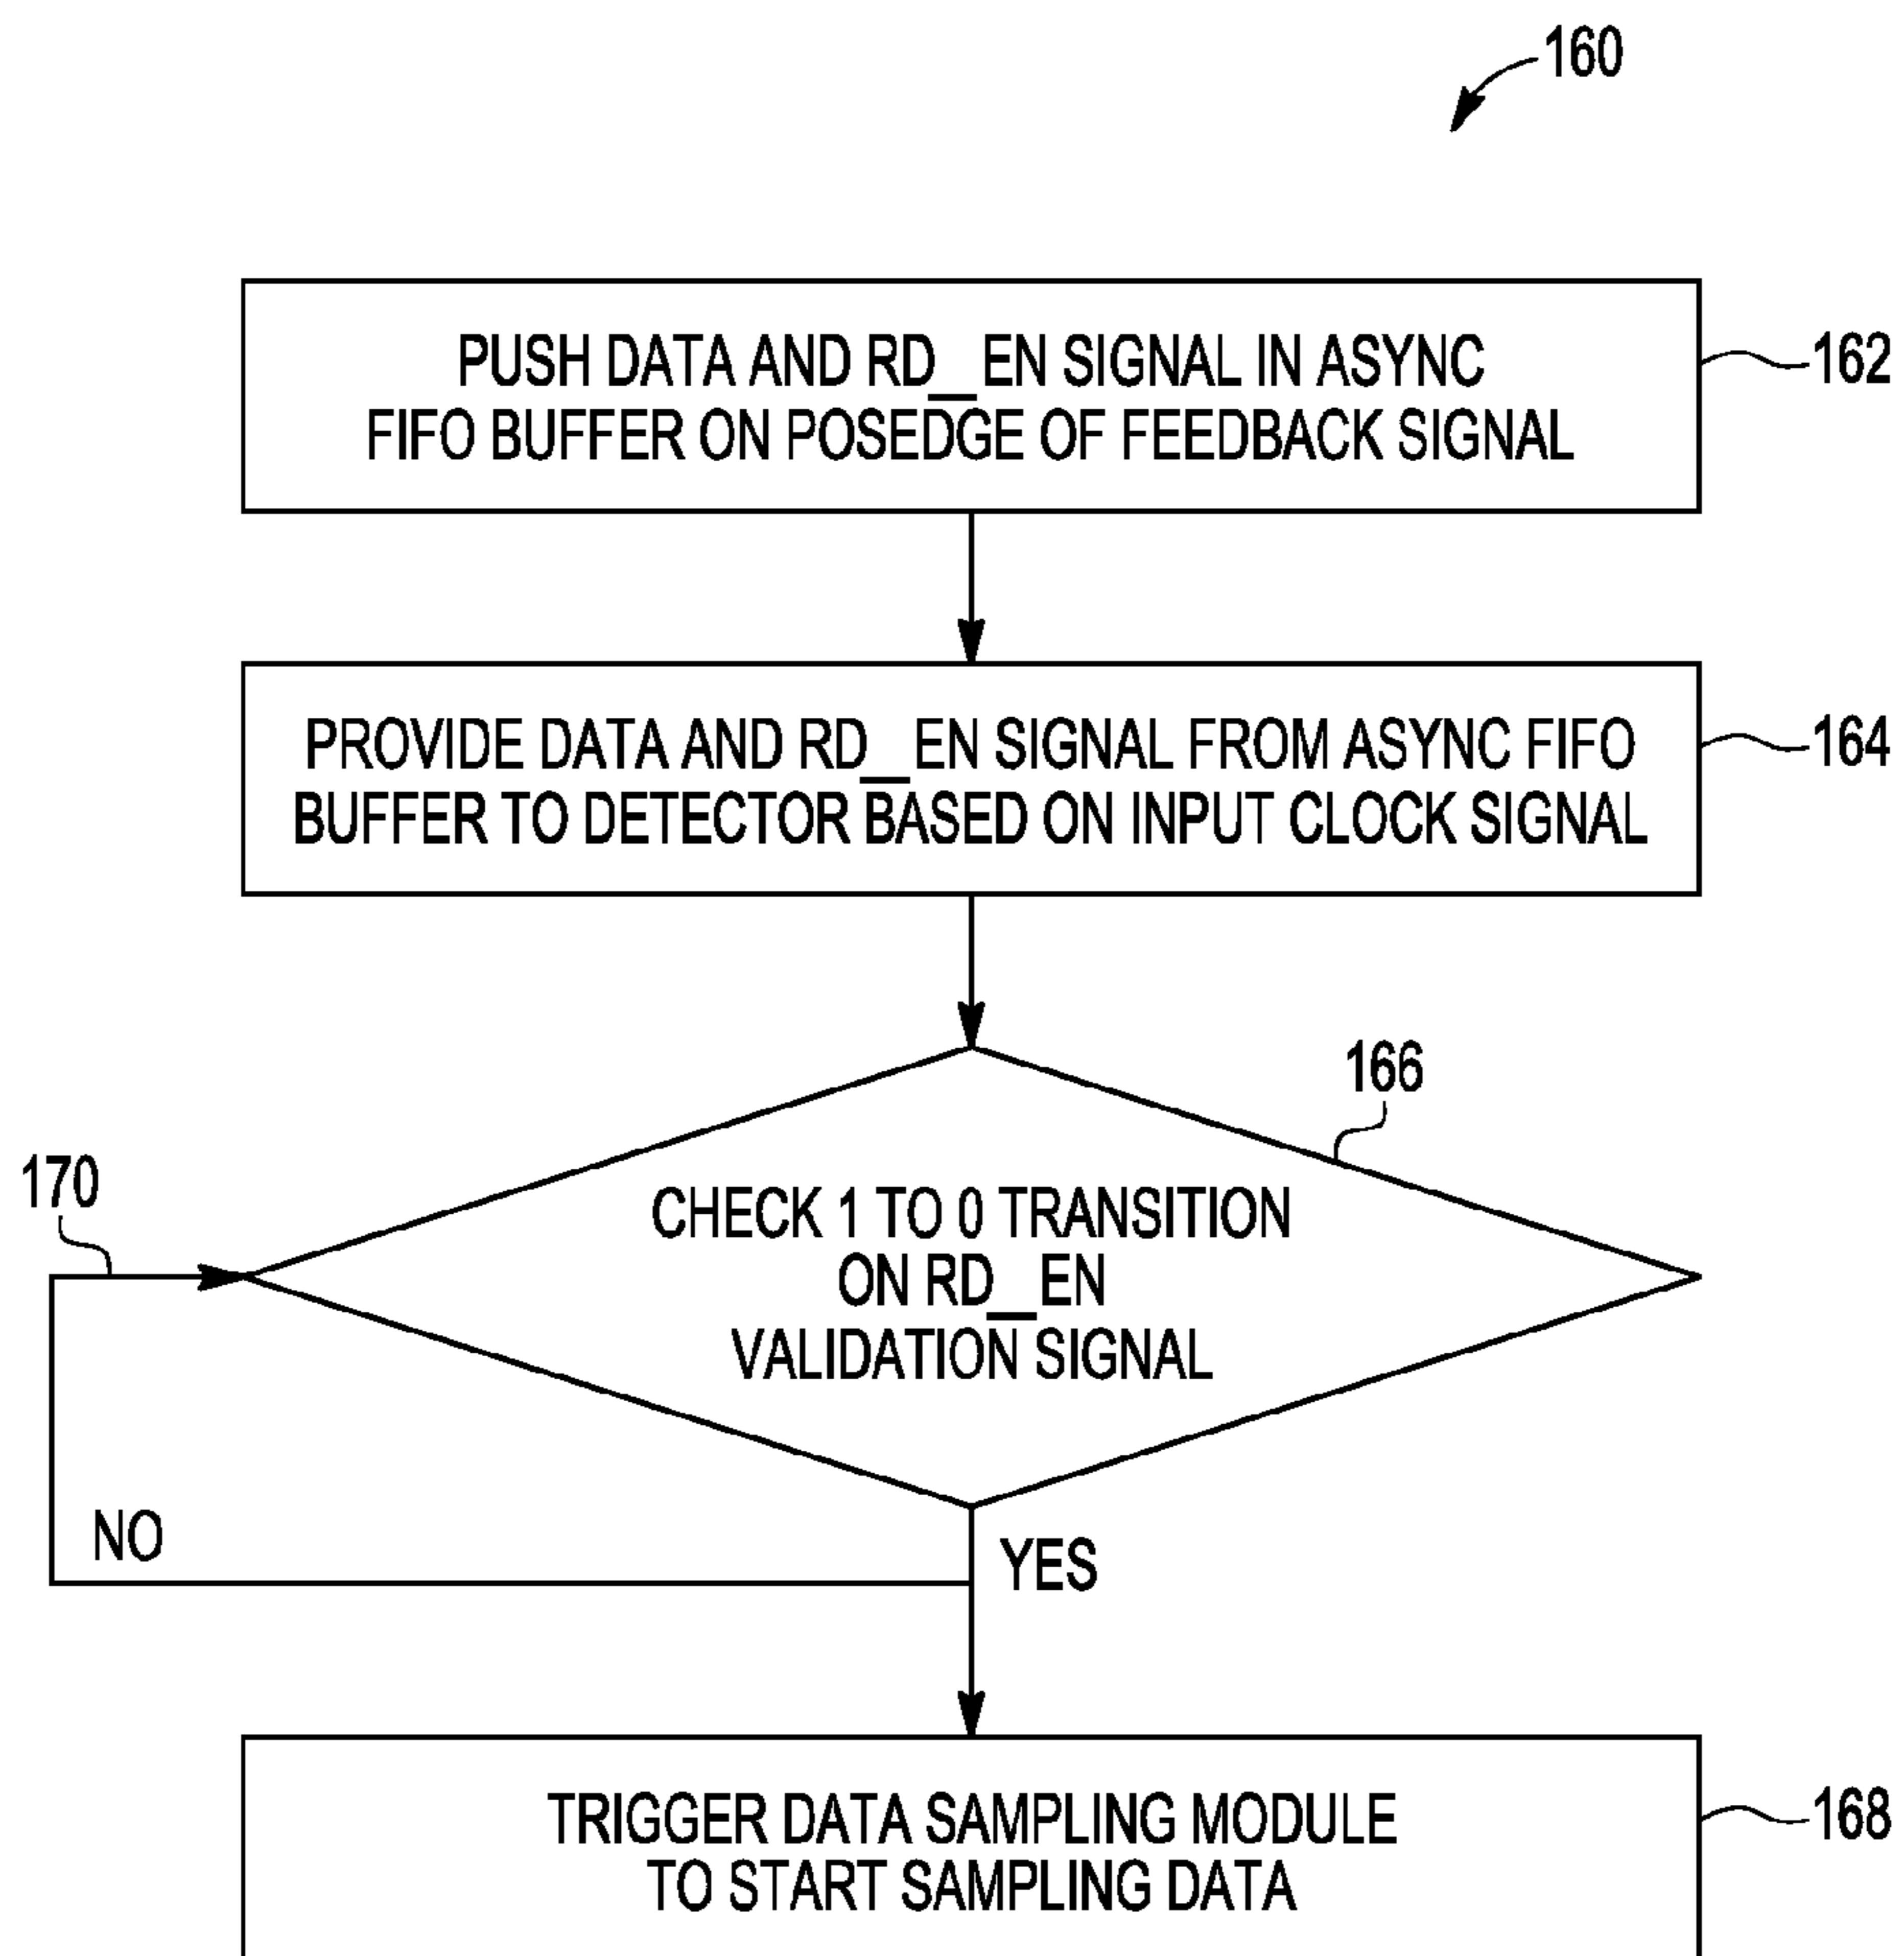 160
PUSH DATA AND RD_EN SIGNAL IN ASYNC
FIFO BUFFER ON POSEDGE OF FEEDBACK SIGNAL
162
PROVIDE DATA AND RD_EN SIGNAL FROM ASYNC FIFO
BUFFER TO DETECTOR BASED ON INPUT CLOCK SIGNAL
164
166
170
CHECK 1 TO 0 TRANSITION
ON RD_EN
VALIDATION SIGNAL
NO
YES
TRIGGER DATA SAMPLING MODULE
TO START SAMPLING DATA
168